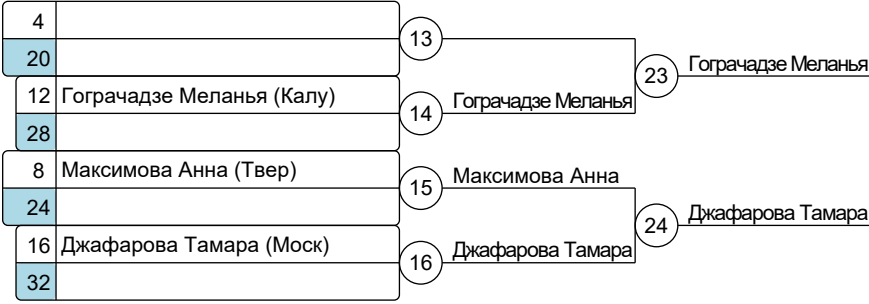 4
20
13
12 Гограчадзе Меланья (Калу)
28
14
Гограчадзе Меланья
23
Гограчадзе Меланья
8 Максимова Анна (Твер)
24
15
Максимова Анна
16 Джафарова Тамара (Моск)
32
16
Джафарова Тамара
24
Джафарова Тамара